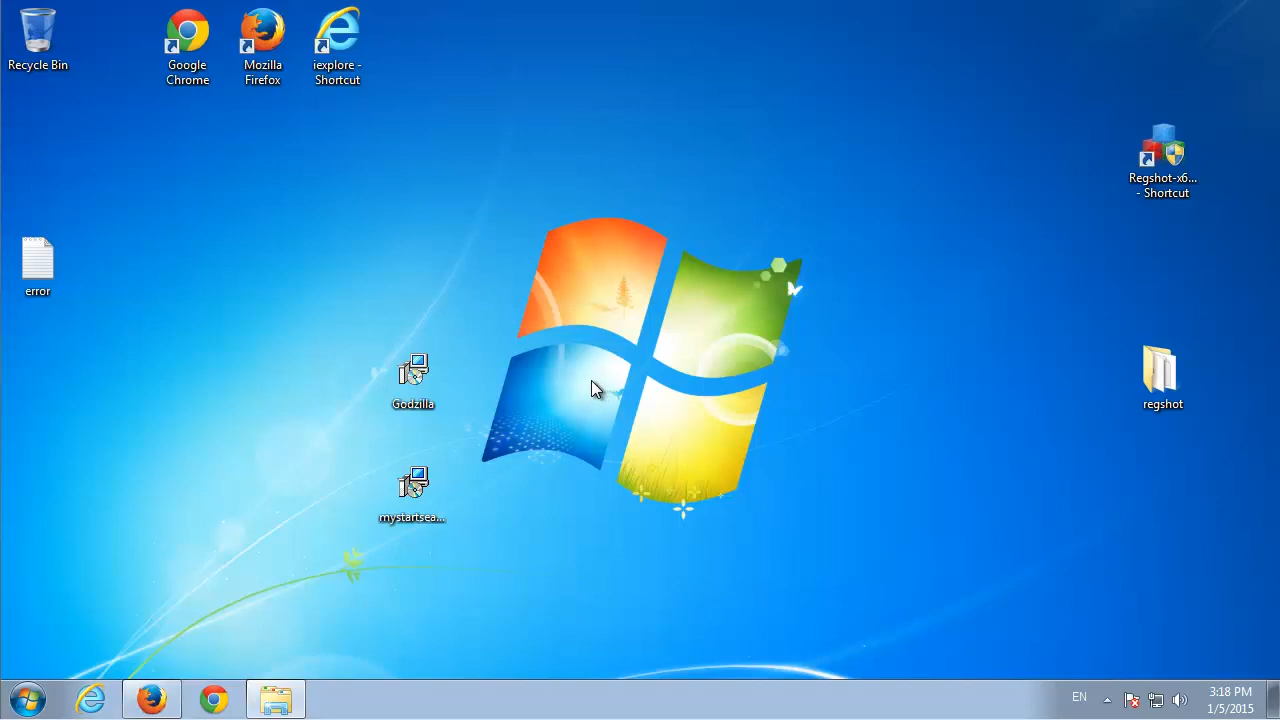 Recycle Bin
Google
Chrome
Mozilla
Firefox
iexplore -
Shortcut
Regshot-x6...
- Shortcut
error
Godzilla
regshot
mystartsea...
EN
3:18 PM
1/5/2015